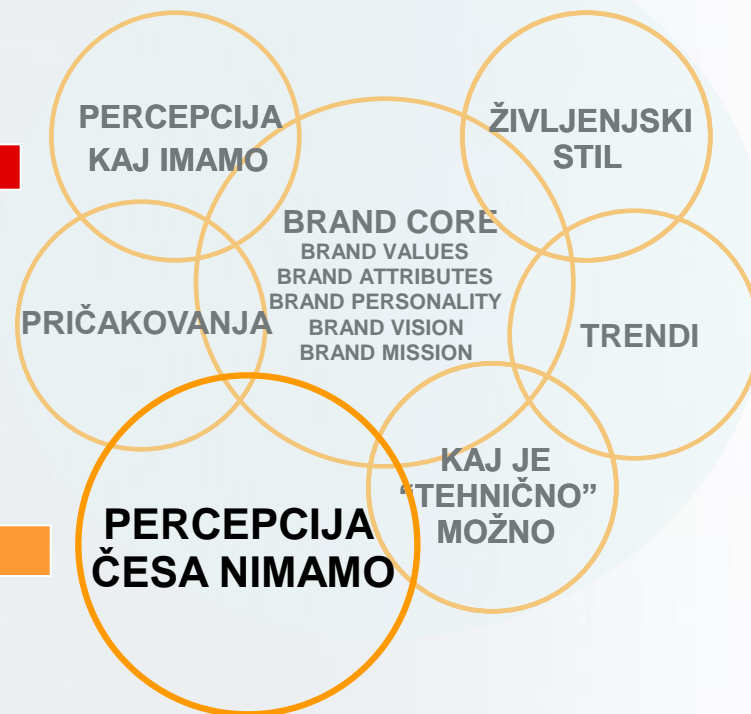 PERCEPCIJA
KAJ IMAMO
ŽIVLJENJSKI
STIL
BRAND CORE
BRAND VALUES
BRAND ATTRIBUTES
BRAND PERSONALITY
BRAND VISION
BRAND MISSION
PRIČAKOVANJA
TRENDI
KAJ JE
“TEHNIČNO”
MOŽNO
PERCEPCIJA
ČESA NIMAMO